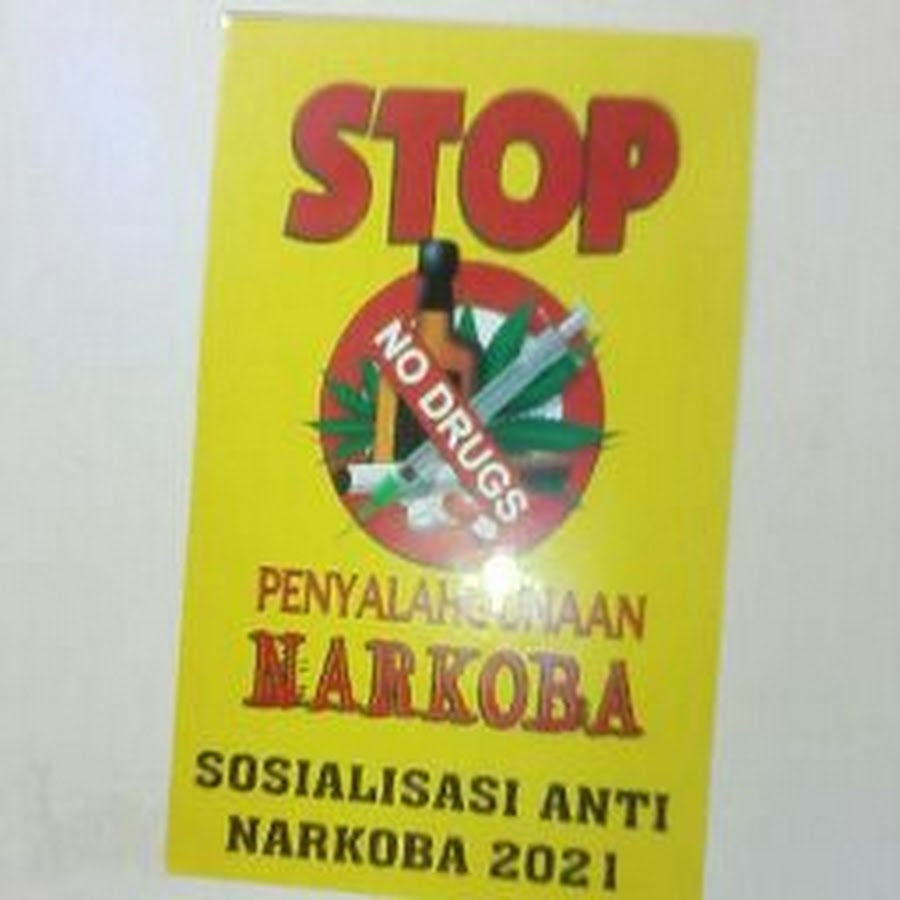 STOP
NO DRUGS
PENYALAHGUNAAN
NARKOBA
SOSIALISASI ANTI
NARKOBA 2021